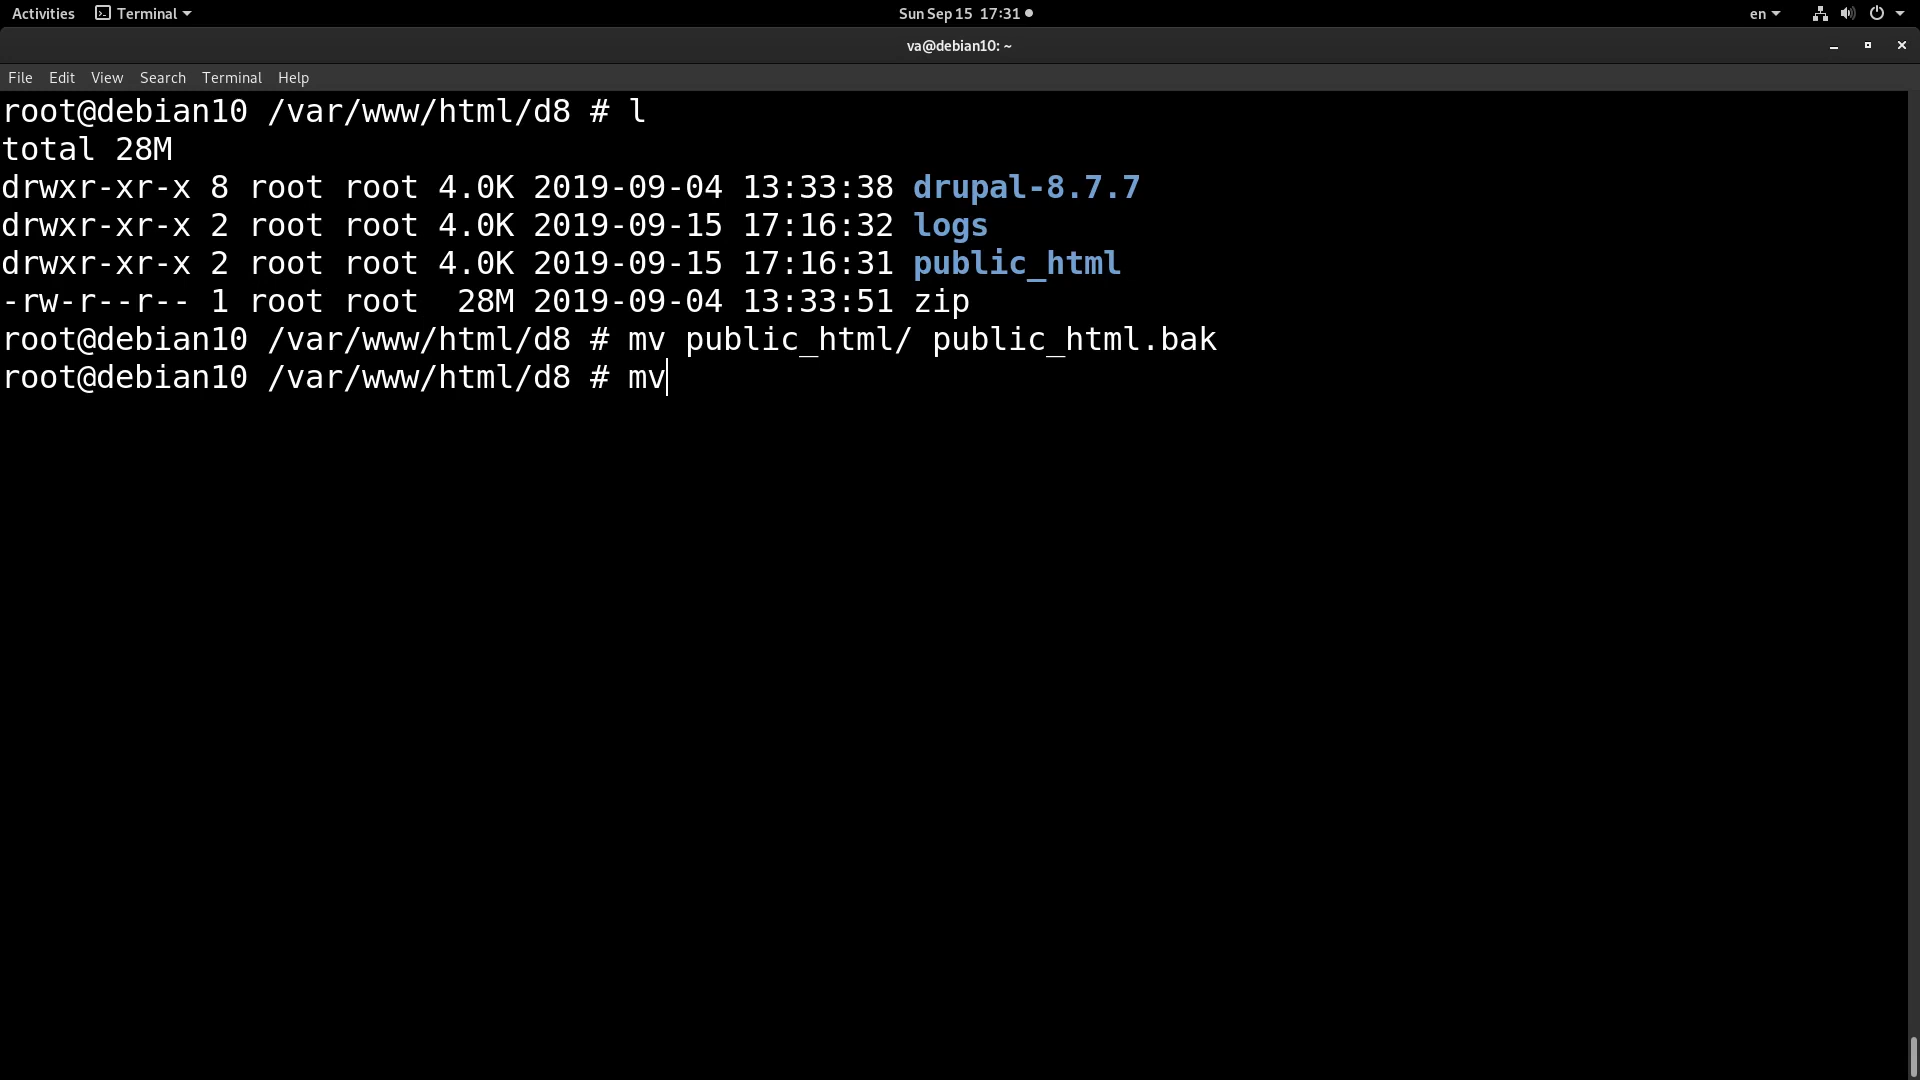 Activities Terminal Sun Sep 15 17:31 en
va@debian10: ~
File Edit View Search Terminal Help
root@debian10 /var/www/html/d8 # l
total 28M
drwxr-xr-x 8 root root 4.0K 2019-09-04 13:33:38 drupal-8.7.7
drwxr-xr-x 2 root root 4.0K 2019-09-15 17:16:32 logs
drwxr-xr-x 2 root root 4.0K 2019-09-15 17:16:31 public_html
-rw-r--r-- 1 root root  28M 2019-09-04 13:33:51 zip
root@debian10 /var/www/html/d8 # mv public_html/ public_html.bak
root@debian10 /var/www/html/d8 # mv